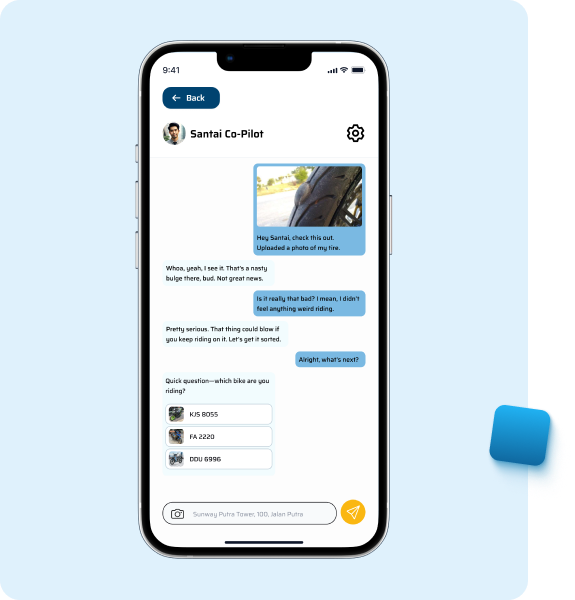 9:41
Back
Santai Co-Pilot
Hey Santai, check this out.
Uploaded a photo of my tire.
Whoa, yeah, I see it. That's a nasty
bulge there, bud. Not great news.
Is it really that bad? I mean, I didn't
feel anything weird riding.
Pretty serious. That thing could blow if
you keep riding on it. Let's get it sorted.
Alright, what's next?
Quick question—which bike are you
riding?
KJS 8055
FA 2220
DDU 6996
Sunway Putra Tower, 100, Jalan Putra